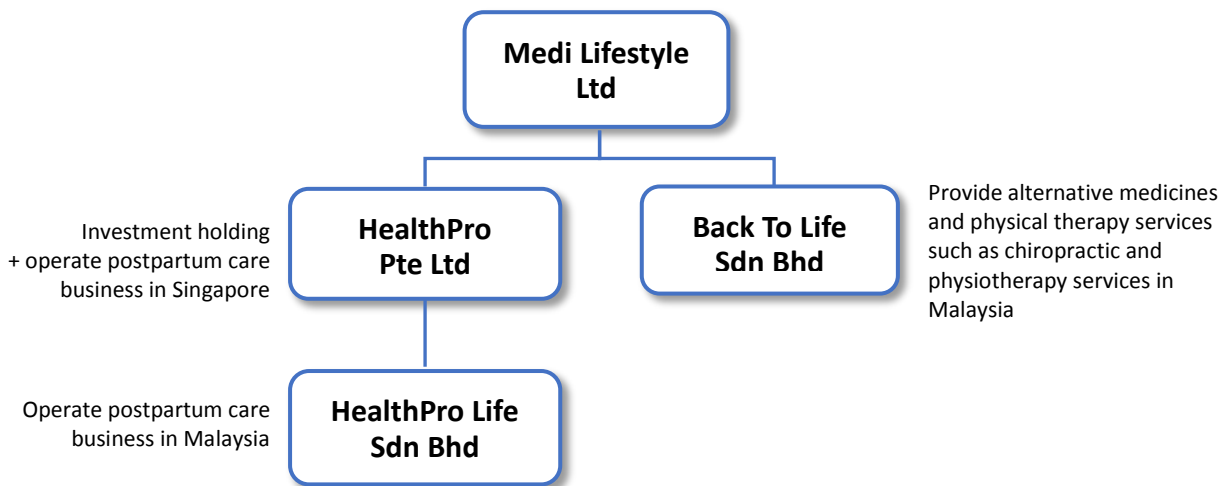 Medi Lifestyle
Ltd
Investment holding
+ operate postpartum care
business in Singapore
HealthPro
Pte Ltd
Back To Life
Sdn Bhd
Provide alternative medicines
and physical therapy services
such as chiropractic and
physiotherapy services in
Malaysia
Operate postpartum care
business in Malaysia
HealthPro Life
Sdn Bhd